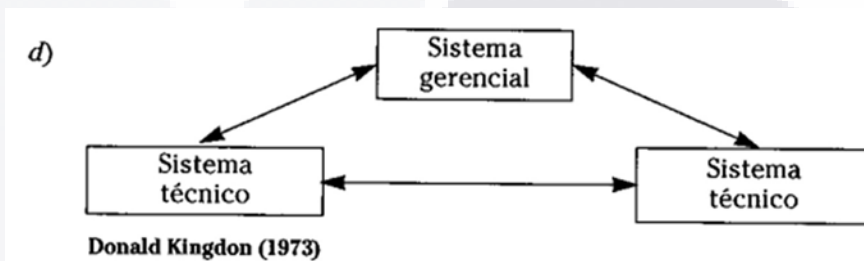 d)
Sistema
gerencial
Sistema
técnico
Sistema
técnico
Donald Kingdon (1973)